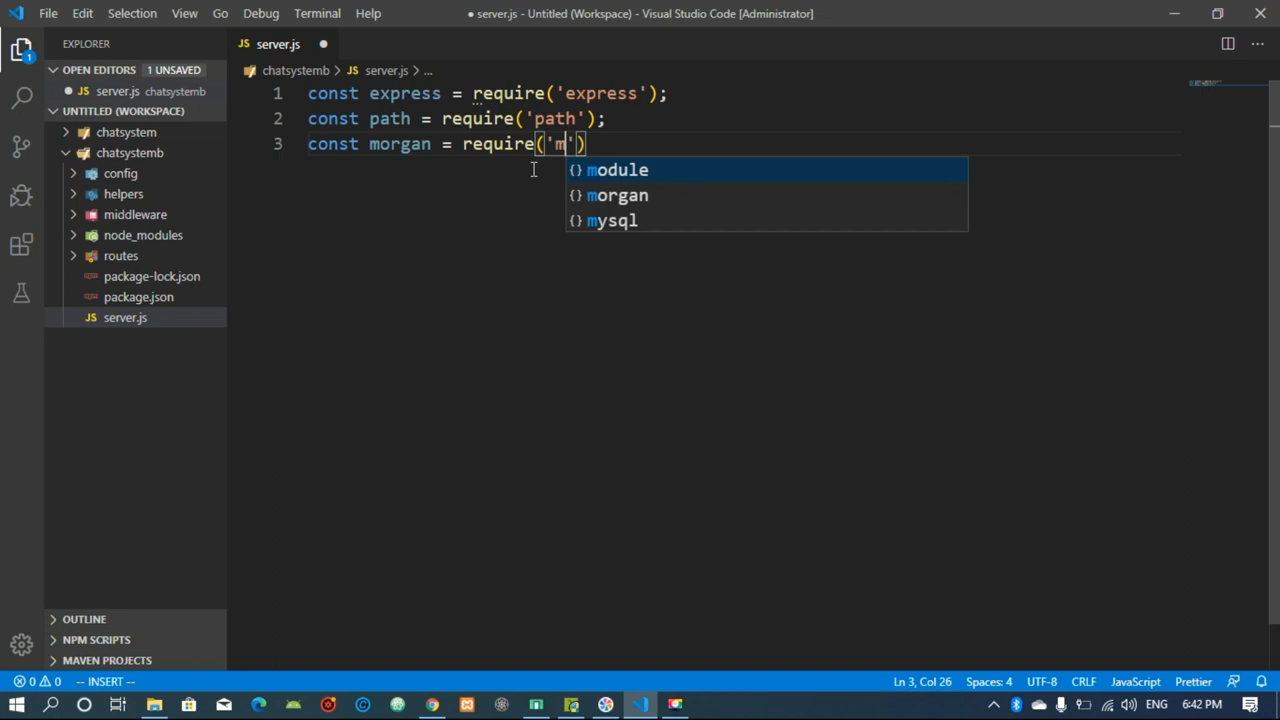 File Edit Selection View Go Debug Terminal Help
● server.js - Untitled (Workspace) - Visual Studio Code [Administrator]
EXPLORER
JS server.js ●
OPEN EDITORS 1 UNSAVED
● JS server.js chatsystemb
UNTITLED (WORKSPACE)
chatsystem
chatsystemb
config
helpers
middleware
node_modules
routes
package-lock.json
package.json
JS server.js
OUTLINE
NPM SCRIPTS
MAVEN PROJECTS
1
chatsystemb > JS server.js > ...
1 const express = require('express');
2 const path = require('path');
3 const morgan = require('m')
{} module
{} morgan
{} mysql
0 0 -- INSERT -- Ln 3, Col 26 Spaces: 4 UTF-8 CRLF JavaScript Prettier
ENG 6:42 PM